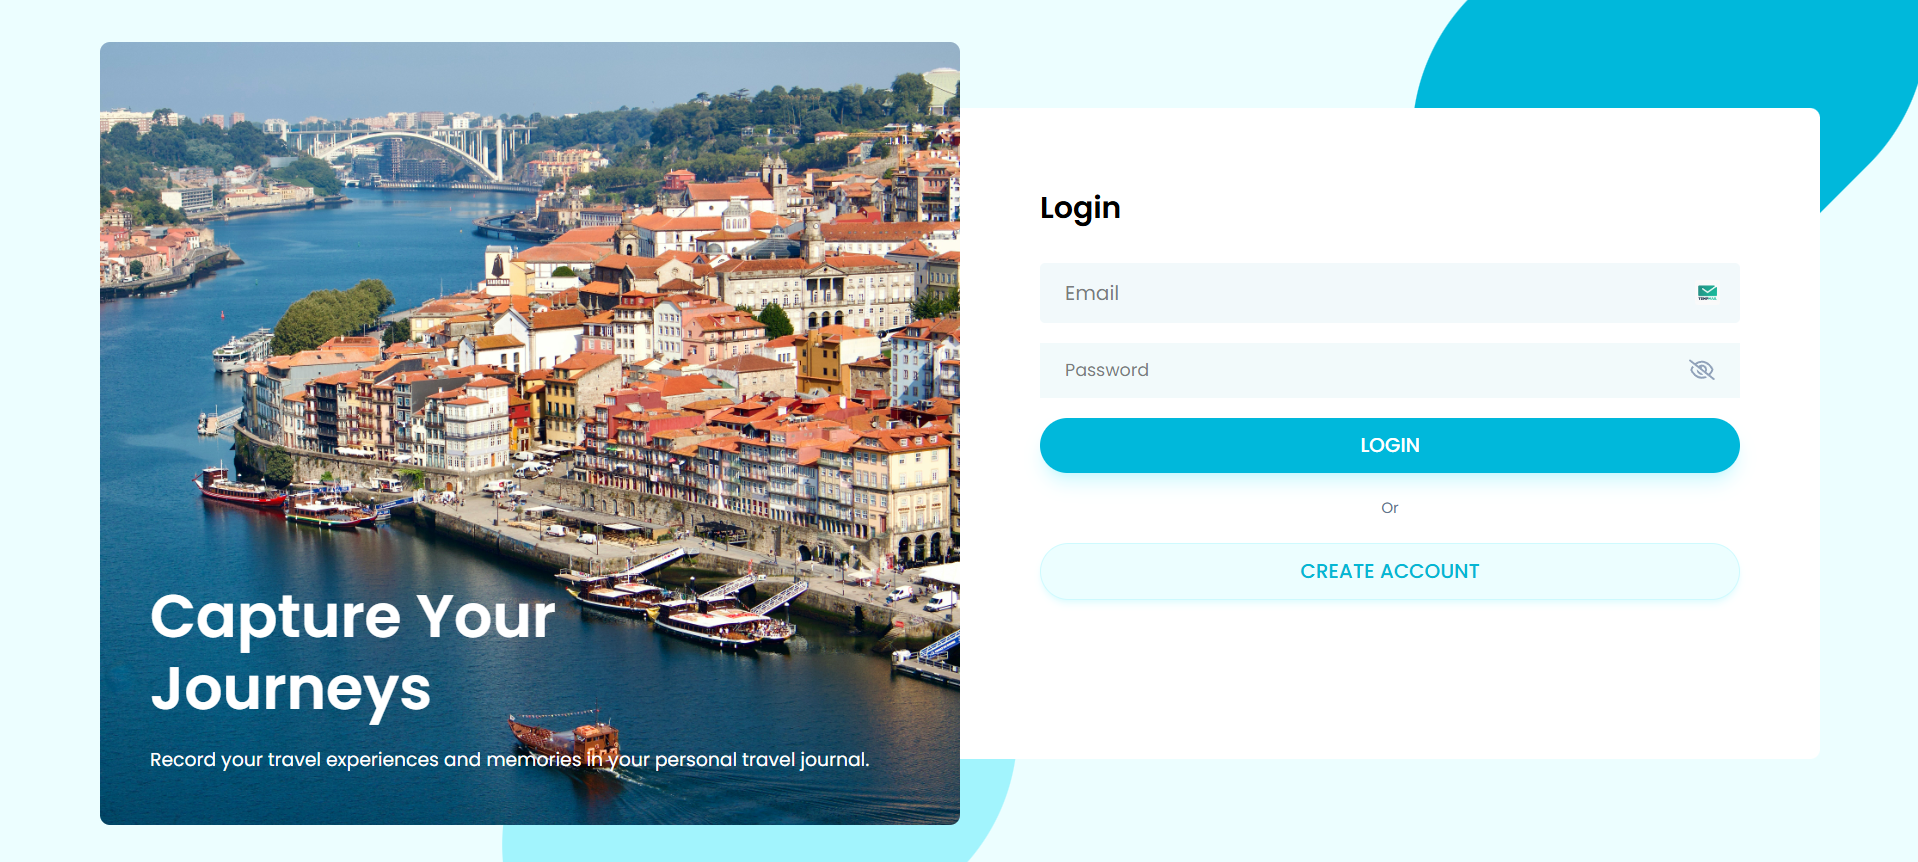 Capture Your
Journeys
Record your travel experiences and memories in your personal travel journal.
Login
Email
Password
LOGIN
Or
CREATE ACCOUNT